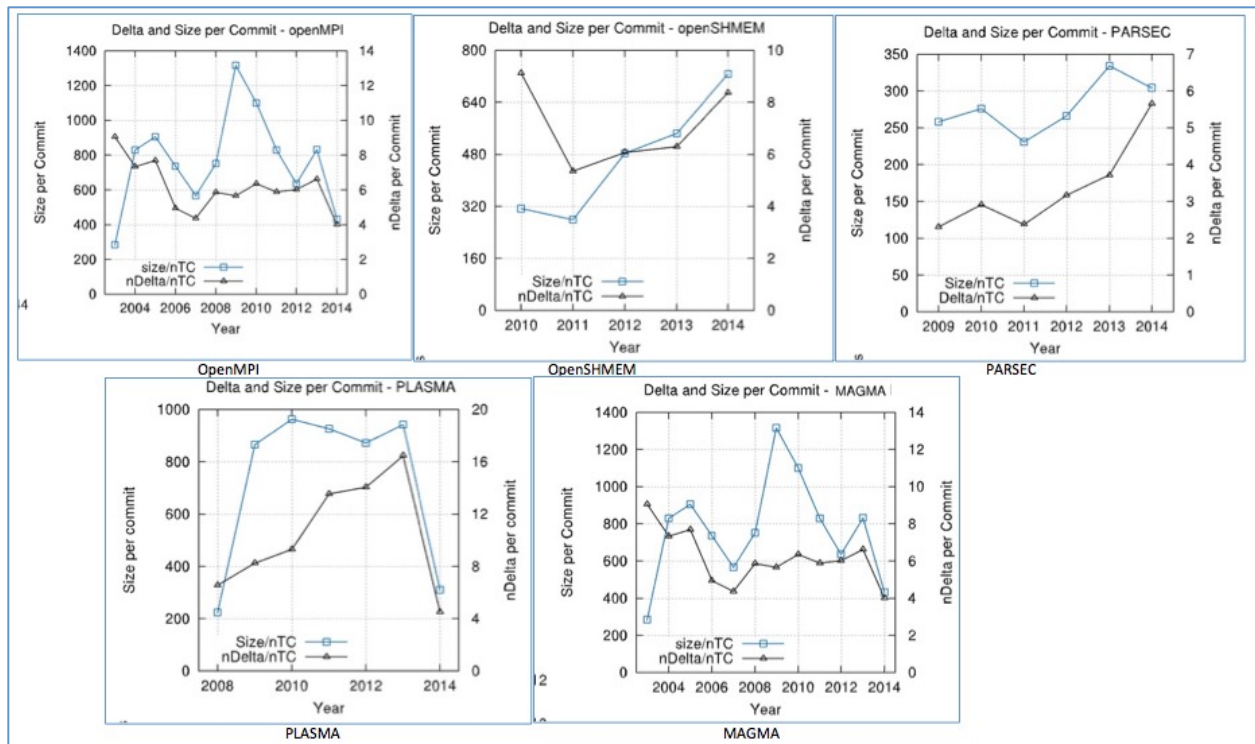 Delta and Size per Commit - openMPI
1400
1200
1000
800
600
400
200
0
Size per Commit
14
12
10
8
6
4
2
0
nDelta per Commit
size/nTC
nDelta/nTC
2004 2006 2008 2010 2012 2014
Year
OpenMPI
Delta and Size per Commit - openSHMEM
800
640
480
320
160
0
Size per Commit
10
8
6
4
2
0
nDelta per Commit
Size/nTC
nDelta/nTC
2010 2011 2012 2013 2014
Year
OpenSHMEM
Delta and Size per Commit - PARSEC
350
300
250
200
150
100
50
0
Size per Commit
7
6
5
4
3
2
1
0
nDelta per Commit
Size/nTC
Delta/nTC
2009 2010 2011 2012 2013 2014
Year
PARSEC
Delta and Size per Commit - PLASMA
1000
800
600
400
200
0
Size per commit
20
16
12
8
4
0
nDelta per commit
Size/nTC
nDelta/nTC
2008 2010 2012 2014
Year
PLASMA
Delta and Size per Commit - MAGMA
1400
1200
1000
800
600
400
200
0
Size per Commit
14
12
10
8
6
4
2
0
nDelta per Commit
size/nTC
nDelta/nTC
2004 2006 2008 2010 2012 2014
Year
MAGMA